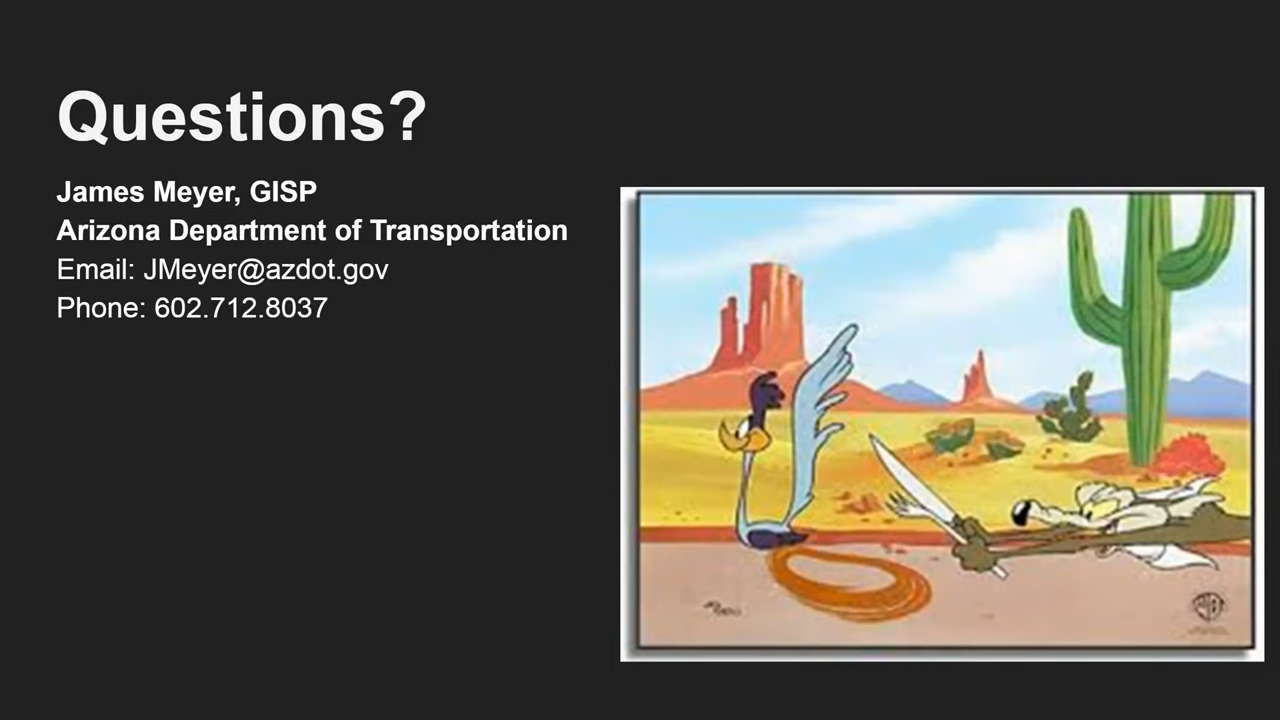 Questions?
James Meyer, GISP
Arizona Department of Transportation
Email: JMeyer@azdot.gov
Phone: 602.712.8037